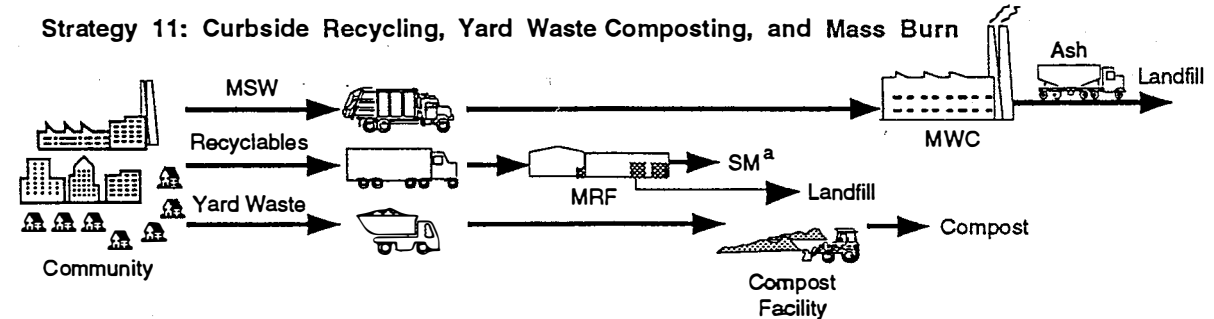 Strategy 11: Curbside Recycling, Yard Waste Composting, and Mass Burn
Ash
MSW
Landfill
MWC
Recyclables
SMᵃ
MRF
Landfill
Yard Waste
Compost
Community
Compost
Facility